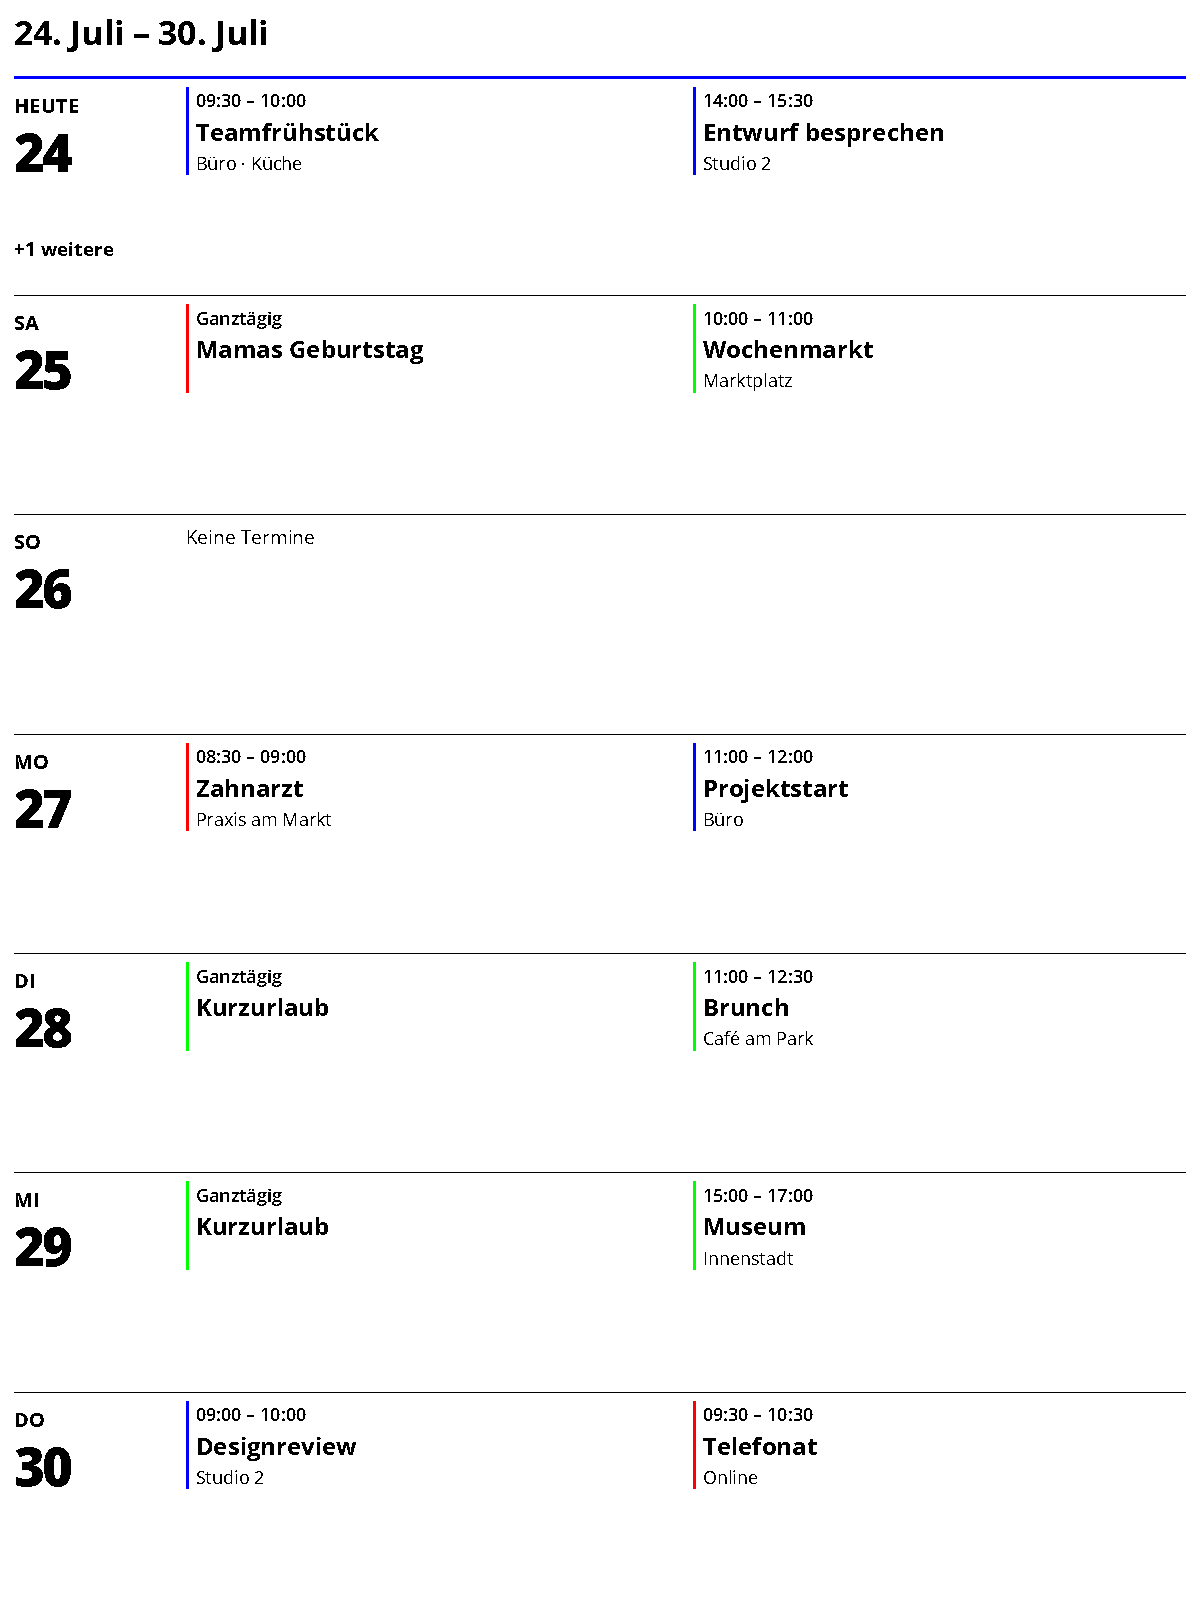 24. Juli – 30. Juli
HEUTE
24
+1 weitere
09:30 – 10:00
Teamfrühstück
Büro · Küche
14:00 – 15:30
Entwurf besprechen
Studio 2
SA
25
Ganztägig
Mamas Geburtstag
10:00 – 11:00
Wochenmarkt
Marktplatz
SO
26
Keine Termine
MO
27
08:30 – 09:00
Zahnarzt
Praxis am Markt
11:00 – 12:00
Projektstart
Büro
DI
28
Ganztägig
Kurzurlaub
11:00 – 12:30
Brunch
Café am Park
MI
29
Ganztägig
Kurzurlaub
15:00 – 17:00
Museum
Innenstadt
DO
30
09:00 – 10:00
Designreview
Studio 2
09:30 – 10:30
Telefonat
Online